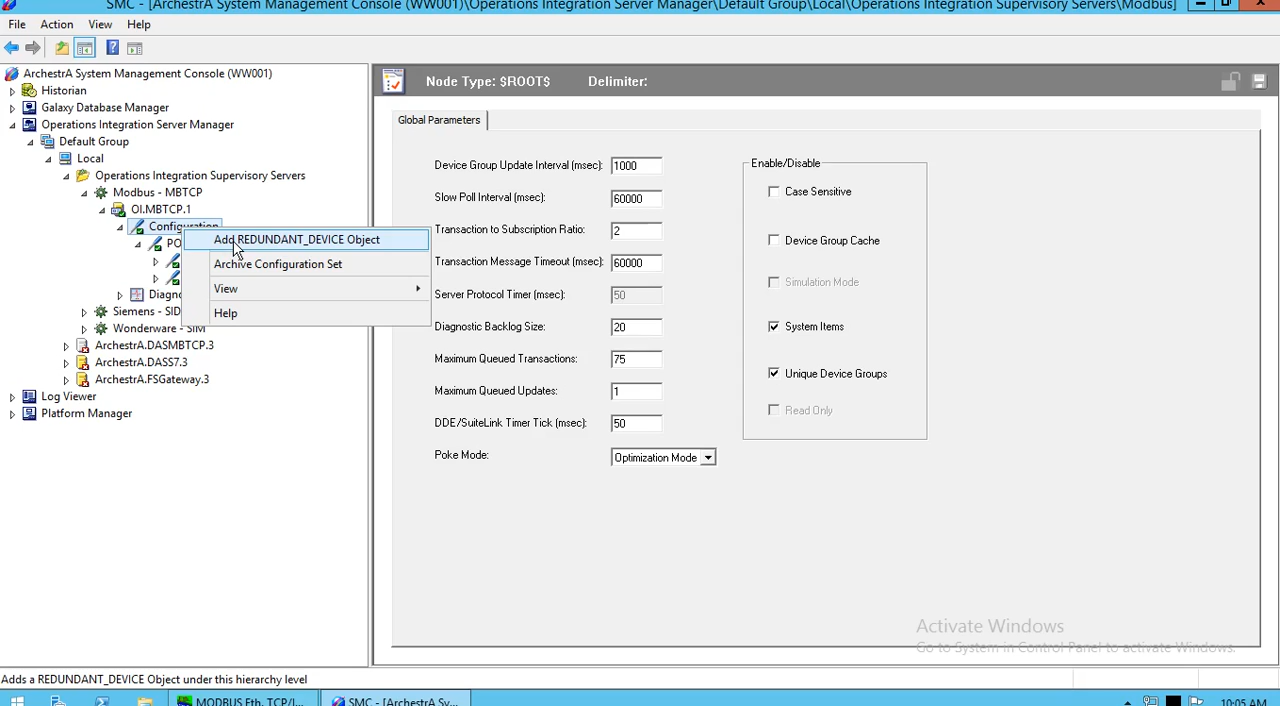 SMC - [ArchestrA System Management Console (WW001)\Operations Integration Server Manager\Default Group\Local\Operations Integration Supervisory Servers\Modbus]
File Action View Help
ArchestrA System Management Console (WW001)
Historian
Galaxy Database Manager
Operations Integration Server Manager
Default Group
Local
Operations Integration Supervisory Servers
Modbus - MBTCP
OI.MBTCP.1
Configuration
PO
Diagno
Siemens - SID
Wonderware - SIM
ArchestrA.DASMBTCP.3
ArchestrA.DASS7.3
ArchestrA.FSGateway.3
Log Viewer
Platform Manager
Add REDUNDANT_DEVICE Object
Archive Configuration Set
View
Help
Node Type: $ROOT$ Delimiter:
Global Parameters
Device Group Update Interval (msec): 1000
Slow Poll Interval (msec): 60000
Transaction to Subscription Ratio: 2
Transaction Message Timeout (msec): 60000
Server Protocol Timer (msec): 50
Diagnostic Backlog Size: 20
Maximum Queued Transactions: 75
Maximum Queued Updates: 1
DDE/SuiteLink Timer Tick (msec): 50
Poke Mode: Optimization Mode
Enable/Disable
Case Sensitive
Device Group Cache
Simulation Mode
System Items
Unique Device Groups
Read Only
Activate Windows
Go to System in Control Panel to activate Windows.
Adds a REDUNDANT_DEVICE Object under this hierarchy level
MODBUS Eth. TCP/I... SMC - [ArchestrA Sy... 10:05 AM